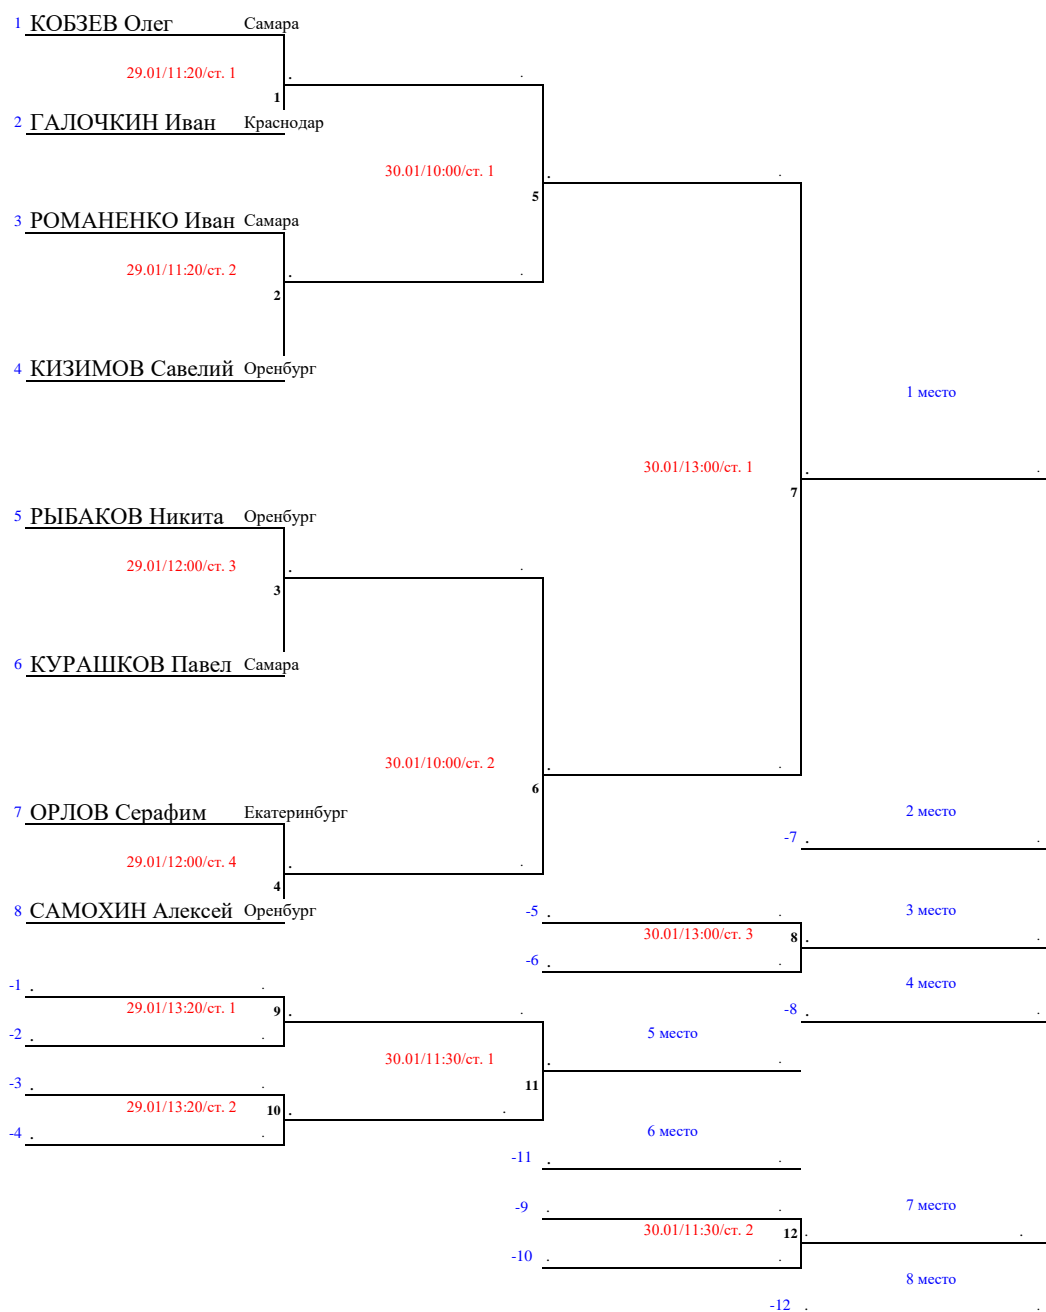 1 КОБЗЕВ Олег Самара
29.01/11:20/ст. 1
1
2 ГАЛОЧКИН Иван Краснодар
30.01/10:00/ст. 1
5
3 РОМАНЕНКО Иван Самара
29.01/11:20/ст. 2
2
4 КИЗИМОВ Савелий Оренбург
1 место
30.01/13:00/ст. 1
7
5 РЫБАКОВ Никита Оренбург
29.01/12:00/ст. 3
3
6 КУРАШКОВ Павел Самара
30.01/10:00/ст. 2
6
7 ОРЛОВ Серафим Екатеринбург
2 место
-7
29.01/12:00/ст. 4
4
8 САМОХИН Алексей Оренбург
-5
3 место
30.01/13:00/ст. 3
8
-6
4 место
-1
29.01/13:20/ст. 1
9
-8
-2
5 место
30.01/11:30/ст. 1
11
-3
29.01/13:20/ст. 2
10
-4
6 место
-11
-9
7 место
30.01/11:30/ст. 2
12
-10
8 место
-12